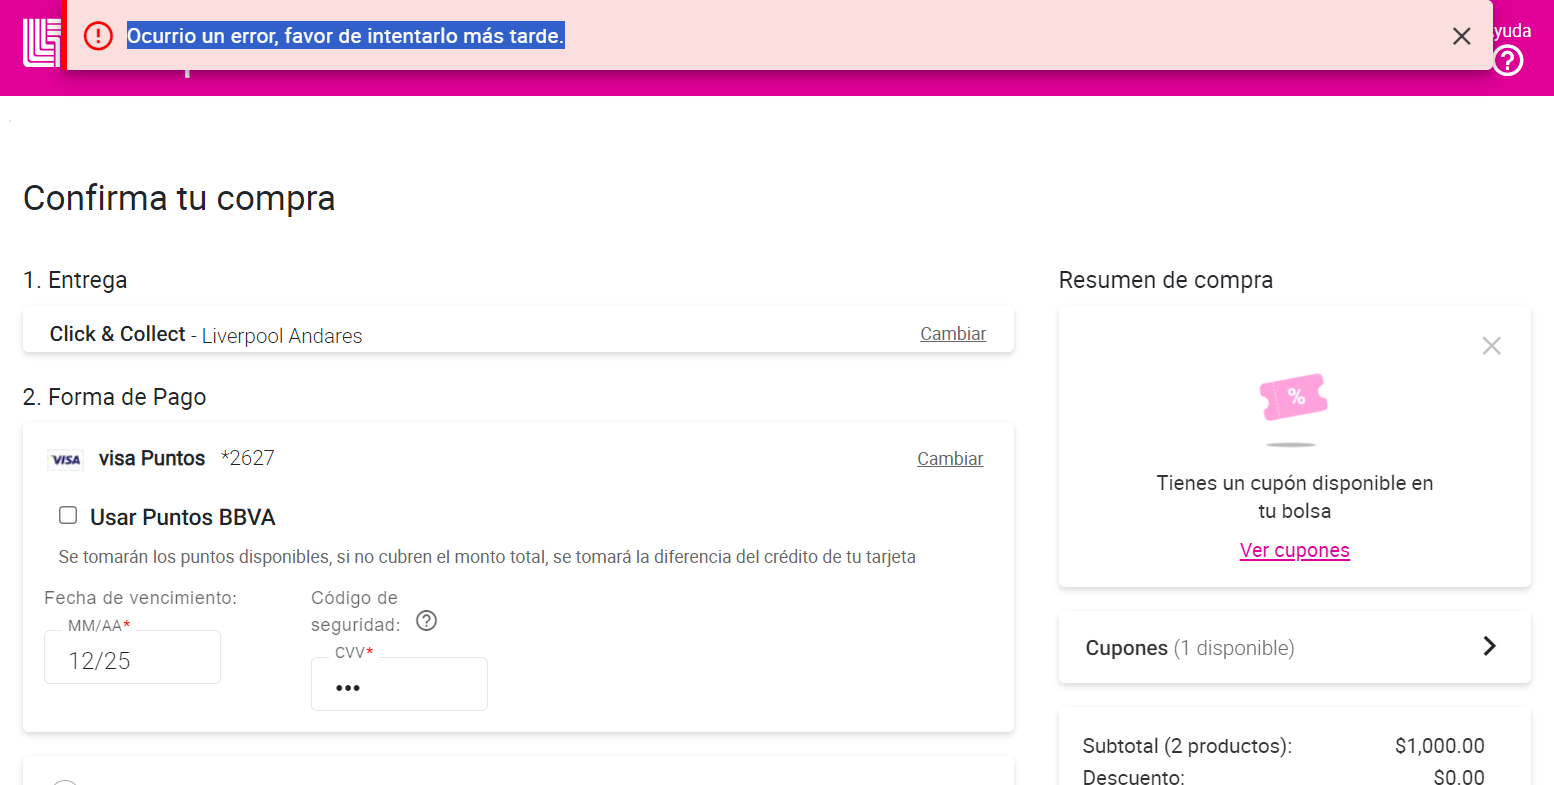 Ocurrio un error, favor de intentarlo más tarde.
yuda
Confirma tu compra
1. Entrega
Click & Collect - Liverpool Andares
Cambiar
2. Forma de Pago
VISA visa Puntos *2627
Cambiar
Usar Puntos BBVA
Se tomarán los puntos disponibles, si no cubren el monto total, se tomará la diferencia del crédito de tu tarjeta
Fecha de vencimiento:
MM/AA*
12/25
Código de
seguridad:
CVV*
•••
Resumen de compra
%
Tienes un cupón disponible en
tu bolsa
Ver cupones
Cupones (1 disponible)
Subtotal (2 productos): $1,000.00
Descuento: $0.00